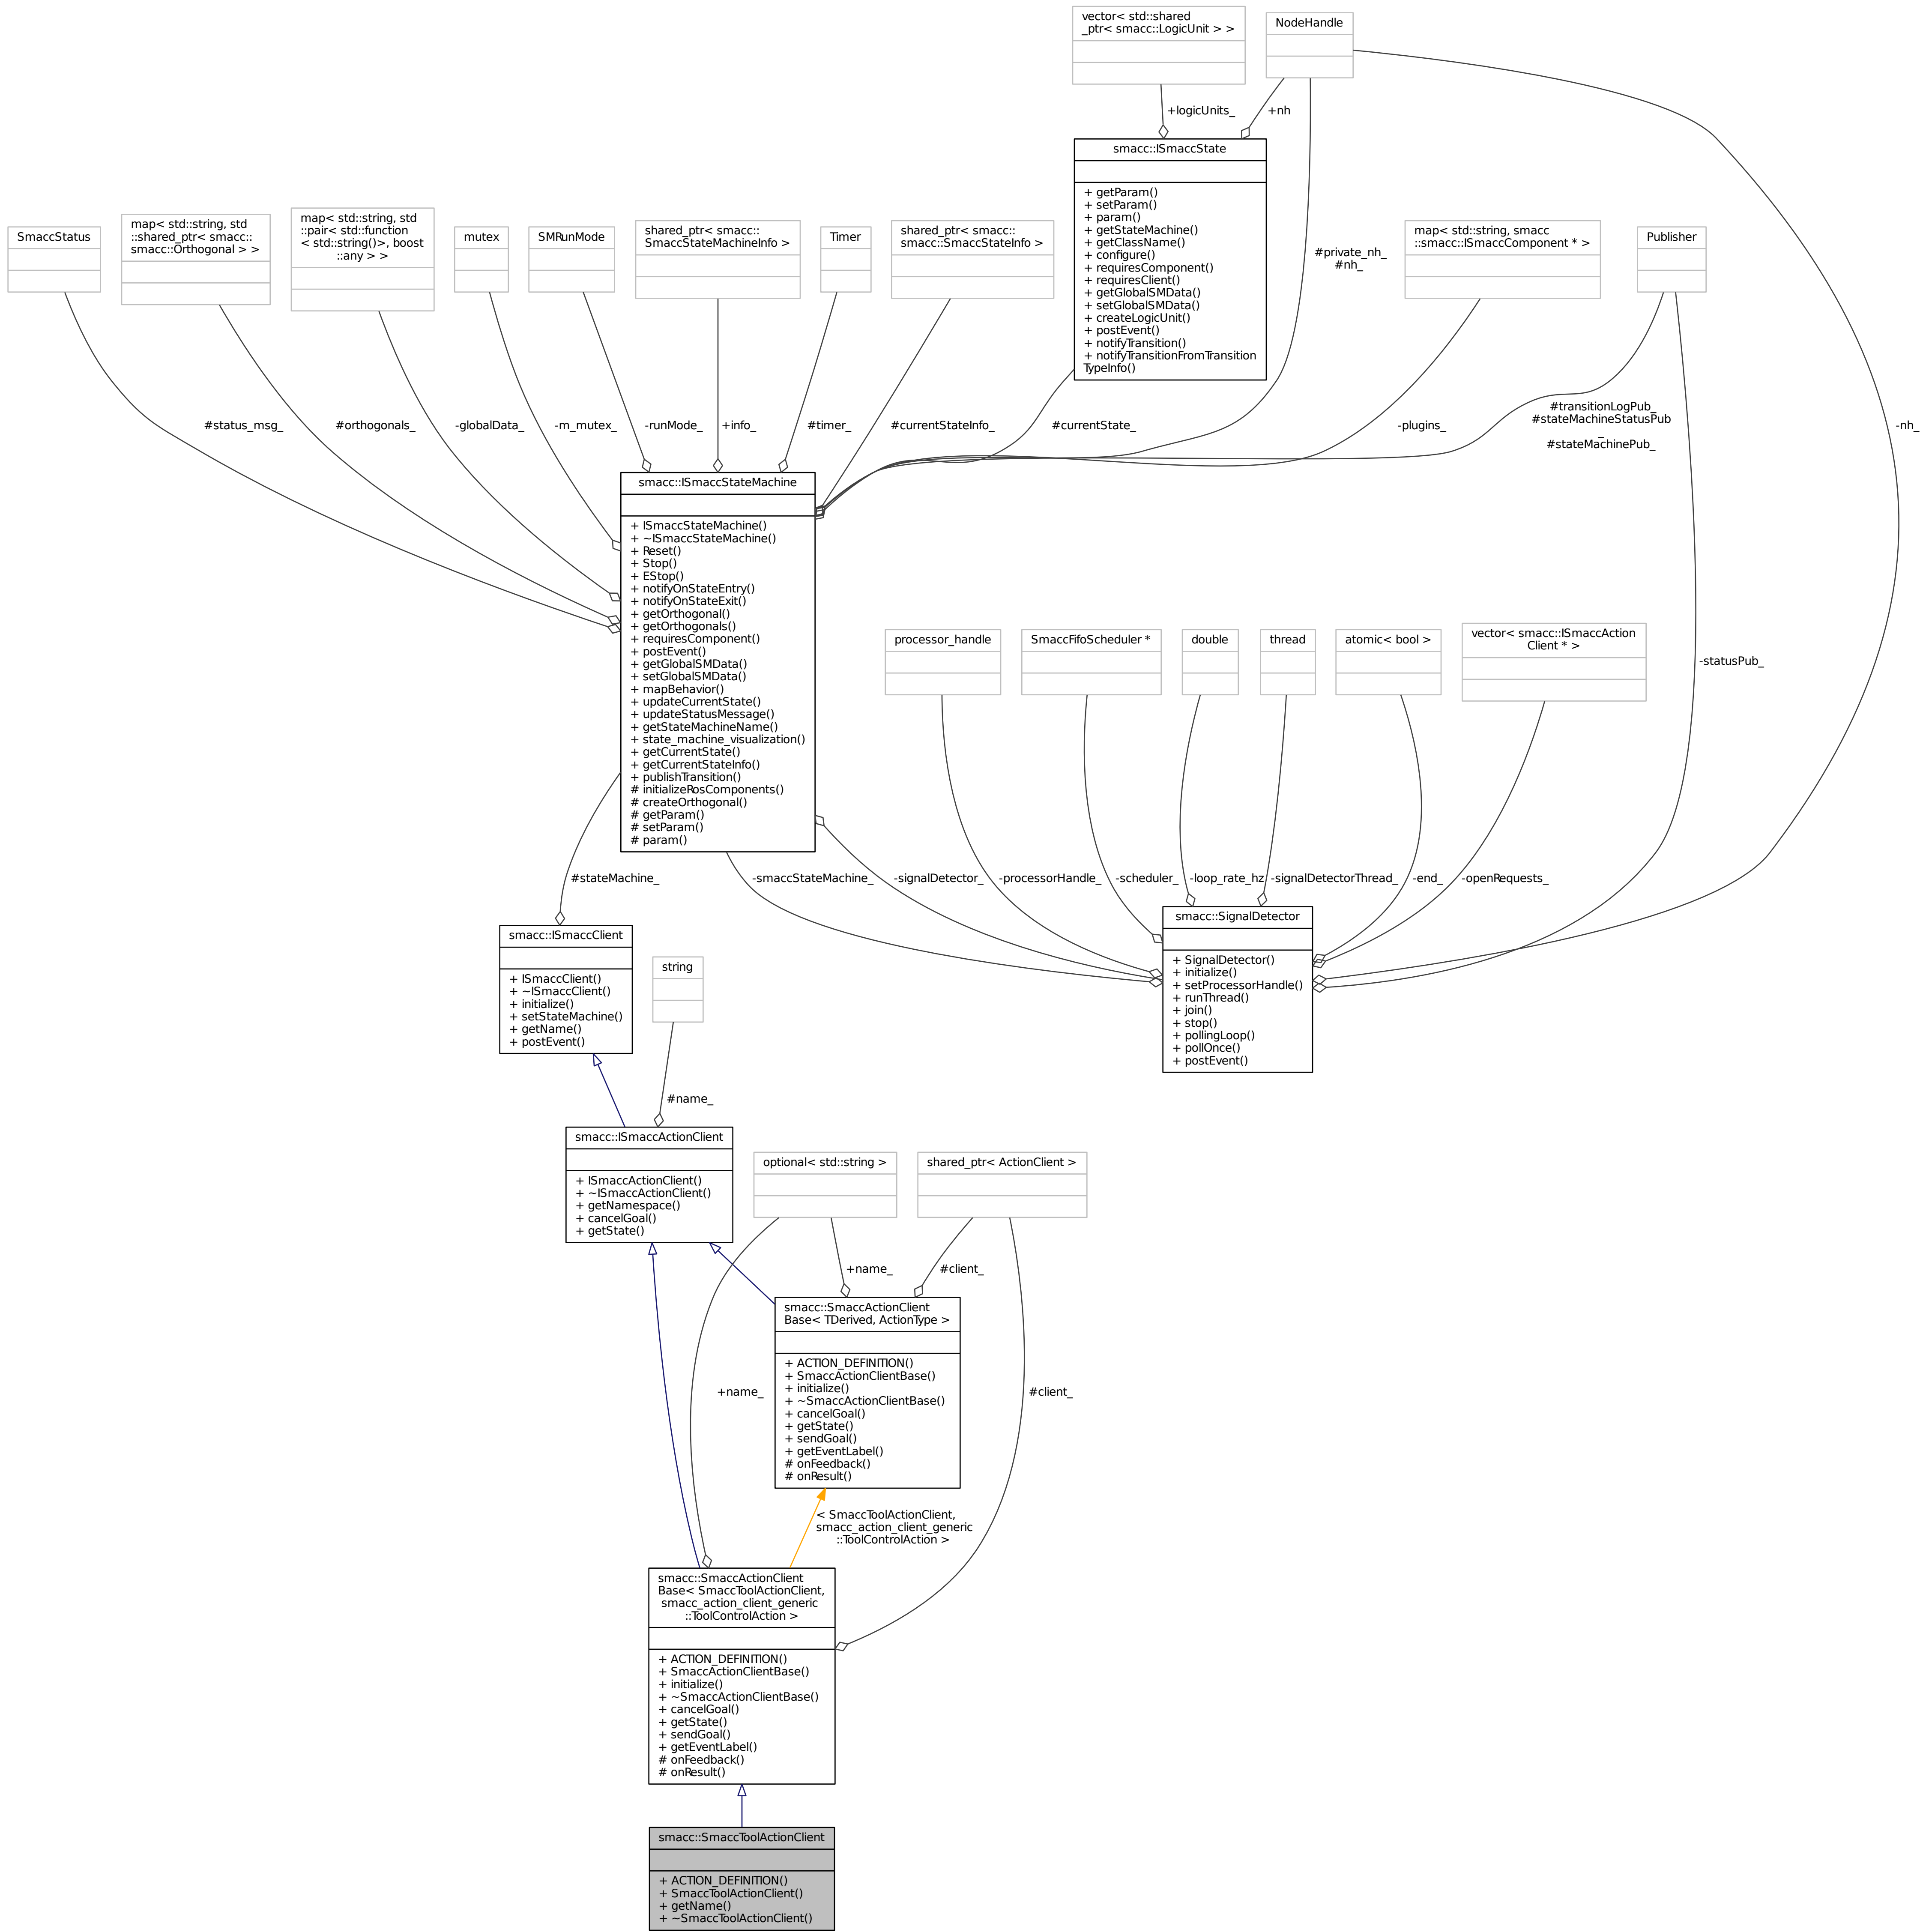 vector< std::shared
_ptr< smacc::LogicUnit > >
NodeHandle
+logicUnits_
+nh
smacc::ISmaccState
+ getParam()
+ setParam()
+ param()
+ getStateMachine()
+ getClassName()
+ configure()
+ requiresComponent()
+ requiresClient()
+ getGlobalSMData()
+ setGlobalSMData()
+ createLogicUnit()
+ postEvent()
+ notifyTransition()
+ notifyTransitionFromTransition
TypeInfo()
SmaccStatus
map< std::string, std
::shared_ptr< smacc::
smacc::Orthogonal > >
map< std::string, std
::pair< std::function
< std::string()>, boost
::any > >
mutex
SMRunMode
shared_ptr< smacc::
SmaccStateMachineInfo >
Timer
shared_ptr< smacc::
smacc::SmaccStateInfo >
#private_nh_
#nh_
map< std::string, smacc
::smacc::ISmaccComponent * >
Publisher
#status_msg_
#orthogonals_
-globalData_
-m_mutex_
-runMode_
+info_
#timer_
#currentStateInfo_
#currentState_
-plugins_
#transitionLogPub_
#stateMachineStatusPub
_
#stateMachinePub_
-nh_
smacc::ISmaccStateMachine
+ ISmaccStateMachine()
+ ~ISmaccStateMachine()
+ Reset()
+ Stop()
+ EStop()
+ notifyOnStateEntry()
+ notifyOnStateExit()
+ getOrthogonal()
+ getOrthogonals()
+ requiresComponent()
+ postEvent()
+ getGlobalSMData()
+ setGlobalSMData()
+ mapBehavior()
+ updateCurrentState()
+ updateStatusMessage()
+ getStateMachineName()
+ state_machine_visualization()
+ getCurrentState()
+ getCurrentStateInfo()
+ publishTransition()
# initializeRosComponents()
# createOrthogonal()
# getParam()
# setParam()
# param()
processor_handle
SmaccFifoScheduler *
double
thread
atomic< bool >
vector< smacc::ISmaccAction
Client * >
-statusPub_
#stateMachine_
-smaccStateMachine_
-signalDetector_
-processorHandle_
-scheduler_
-loop_rate_hz
-signalDetectorThread_
-end_
-openRequests_
smacc::SignalDetector
+ SignalDetector()
+ initialize()
+ setProcessorHandle()
+ runThread()
+ join()
+ stop()
+ pollingLoop()
+ pollOnce()
+ postEvent()
smacc::ISmaccClient
+ ISmaccClient()
+ ~ISmaccClient()
+ initialize()
+ setStateMachine()
+ getName()
+ postEvent()
string
#name_
smacc::ISmaccActionClient
+ ISmaccActionClient()
+ ~ISmaccActionClient()
+ getNamespace()
+ cancelGoal()
+ getState()
optional< std::string >
shared_ptr< ActionClient >
+name_
#client_
smacc::SmaccActionClient
Base< TDerived, ActionType >
+ ACTION_DEFINITION()
+ SmaccActionClientBase()
+ initialize()
+ ~SmaccActionClientBase()
+ cancelGoal()
+ getState()
+ sendGoal()
+ getEventLabel()
# onFeedback()
# onResult()
+name_
#client_
< SmaccToolActionClient,
smacc_action_client_generic
::ToolControlAction >
smacc::SmaccActionClient
Base< SmaccToolActionClient,
smacc_action_client_generic
::ToolControlAction >
+ ACTION_DEFINITION()
+ SmaccActionClientBase()
+ initialize()
+ ~SmaccActionClientBase()
+ cancelGoal()
+ getState()
+ sendGoal()
+ getEventLabel()
# onFeedback()
# onResult()
smacc::SmaccToolActionClient
+ ACTION_DEFINITION()
+ SmaccToolActionClient()
+ getName()
+ ~SmaccToolActionClient()